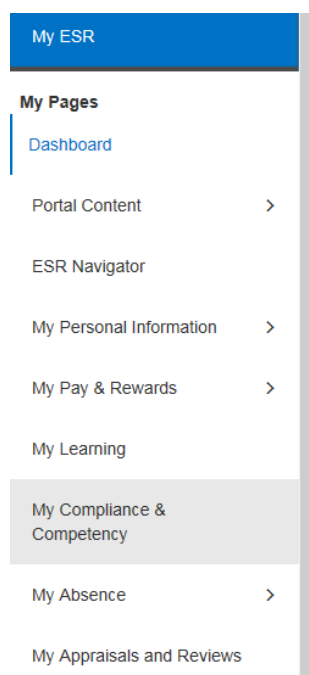 My ESR
My Pages
Dashboard
Portal Content
ESR Navigator
My Personal Information
My Pay & Rewards
My Learning
My Compliance &
Competency
My Absence
My Appraisals and Reviews